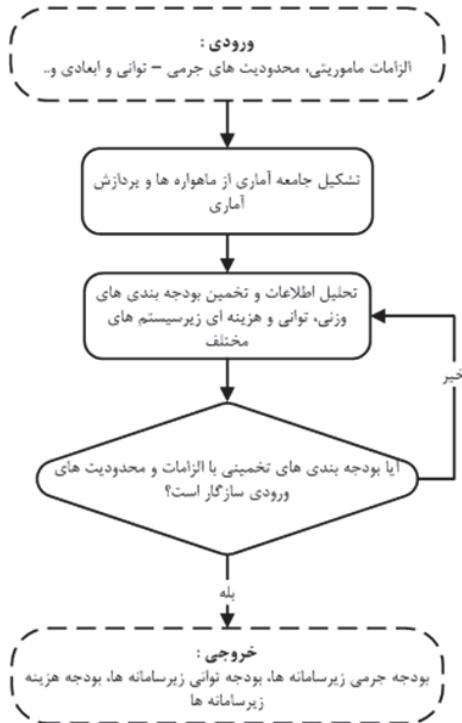 ورودی :
الزامات ماموریتی، محدودیت های جرمی – توانی و ابعادی و..
تشکیل جامعه آماری از ماهواره ها و پردازش
آماری
تحلیل اطلاعات و تخمین بودجه بندی های
وزنی، توانی و هزینه ای زیرسیستم های
مختلف
خیر
آیا بودجه بندی های تخمینی با الزامات و محدودیت های
ورودی سازگار است؟
بله
خروجی :
بودجه جرمی زیرسامانه ها، بودجه توانی زیرسامانه ها، بودجه هزینه
زیرسامانه ها